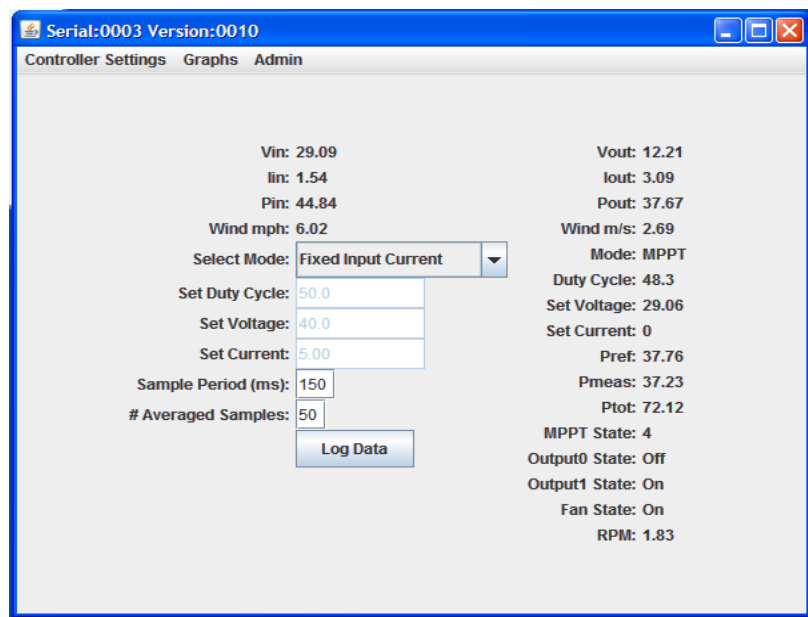 Serial:0003 Version:0010
Controller Settings Graphs Admin
Vin: 29.09
Iin: 1.54
Pin: 44.84
Wind mph: 6.02
Select Mode: Fixed Input Current
Set Duty Cycle: 50.0
Set Voltage: 40.0
Set Current: 5.00
Sample Period (ms): 150
# Averaged Samples: 50
Log Data
Vout: 12.21
Iout: 3.09
Pout: 37.67
Wind m/s: 2.69
Mode: MPPT
Duty Cycle: 48.3
Set Voltage: 29.06
Set Current: 0
Pref: 37.76
Pmeas: 37.23
Ptot: 72.12
MPPT State: 4
Output0 State: Off
Output1 State: On
Fan State: On
RPM: 1.83